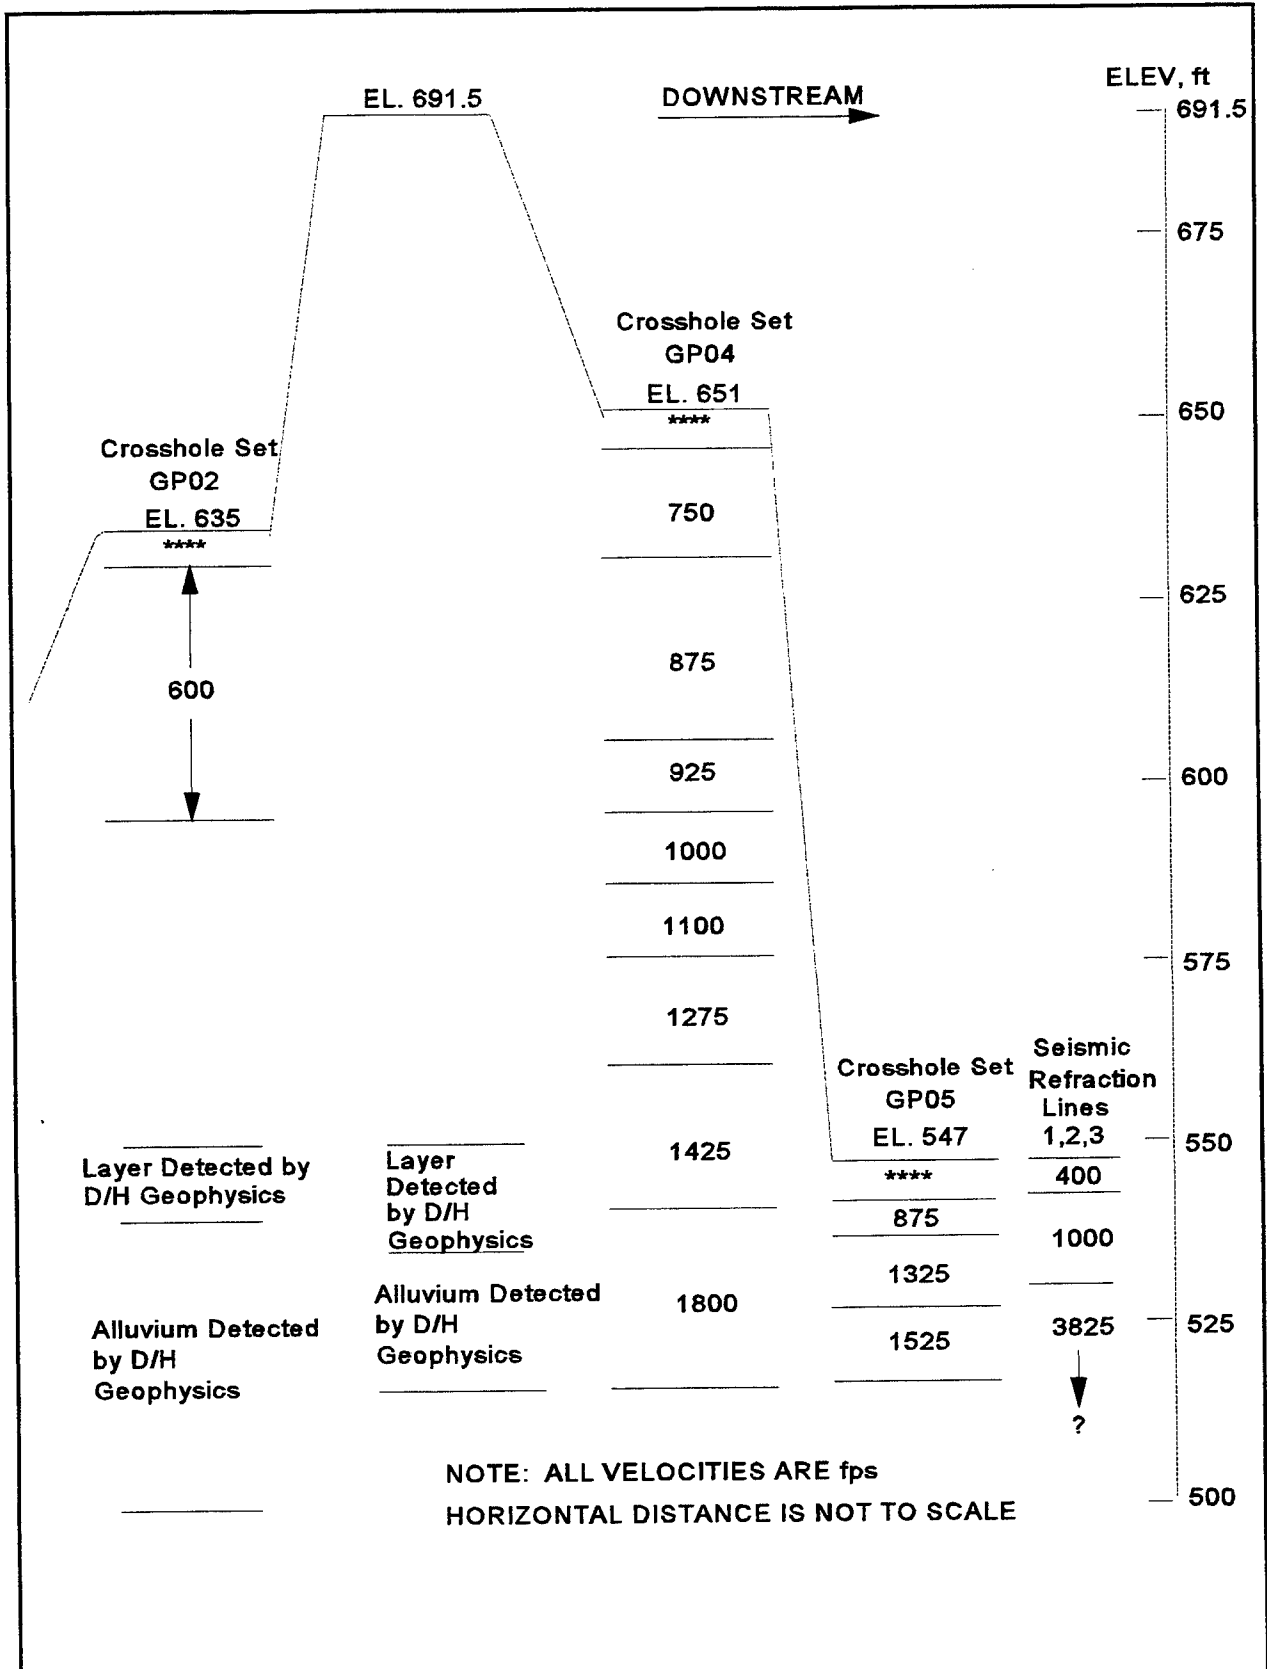 ELEV, ft
EL. 691.5
DOWNSTREAM
691.5
675
Crosshole Set
GP04
EL. 651
****
650
Crosshole Set
GP02
EL. 635
****
750
625
600
875
925
600
1000
1100
575
1275
Seismic
Refraction
Lines
1,2,3
Crosshole Set
GP05
EL. 547
****
550
1425
400
Layer Detected by
D/H Geophysics
Layer
Detected
by D/H
Geophysics
875
1000
1325
Alluvium Detected
by D/H
Geophysics
Alluvium Detected
by D/H
Geophysics
1800
1525
3825
525
?
NOTE: ALL VELOCITIES ARE fps
HORIZONTAL DISTANCE IS NOT TO SCALE
500